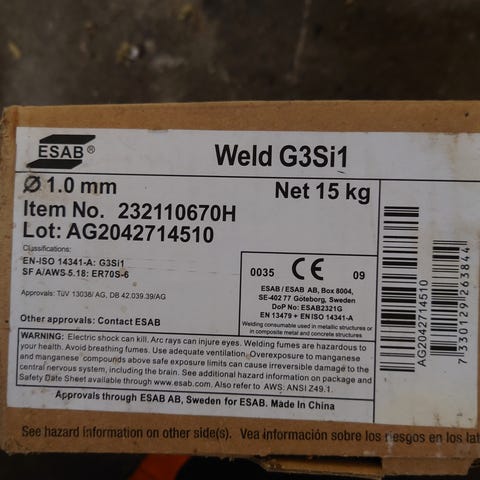 ESAB®
Weld G3Si1
Ø 1.0 mm
Net 15 kg
Item No. 232110670H
Lot: AG2042714510
Classifications:
EN-ISO 14341-A: G3Si1
SF A/AWS-5.18; ER70S-6
Approvals: TüV 13038/ AG, DB 42.039.39/AG
Other approvals: Contact ESAB
0035 CE 09
ESAB / ESAB AB, Box 8004,
SE-402 77 Göteborg, Sweden
DoP No: ESAB2321G
EN 13479 + EN ISO 14341-A
Welding consumable used in metallic structures or
in composite metal and concrete structures
WARNING: Electric shock can kill. Arc rays can injure eyes. Welding fumes are hazardous to
your health. Avoid breathing fumes. Use adequate ventilation. Overexposure to manganese
and manganese compounds above safe exposure limits can cause irreversible damage to the
central nervous system, including the brain. See additional hazard information on package and
Safety Date Sheet available through www.esab.com. Also refer to AWS: ANSI Z49.1.
Approvals through ESAB AB, Sweden for ESAB. Made in China
AG2042714510
7 330129 263844
See hazard information on other side(s). Vea información sobre los riesgos en los lat